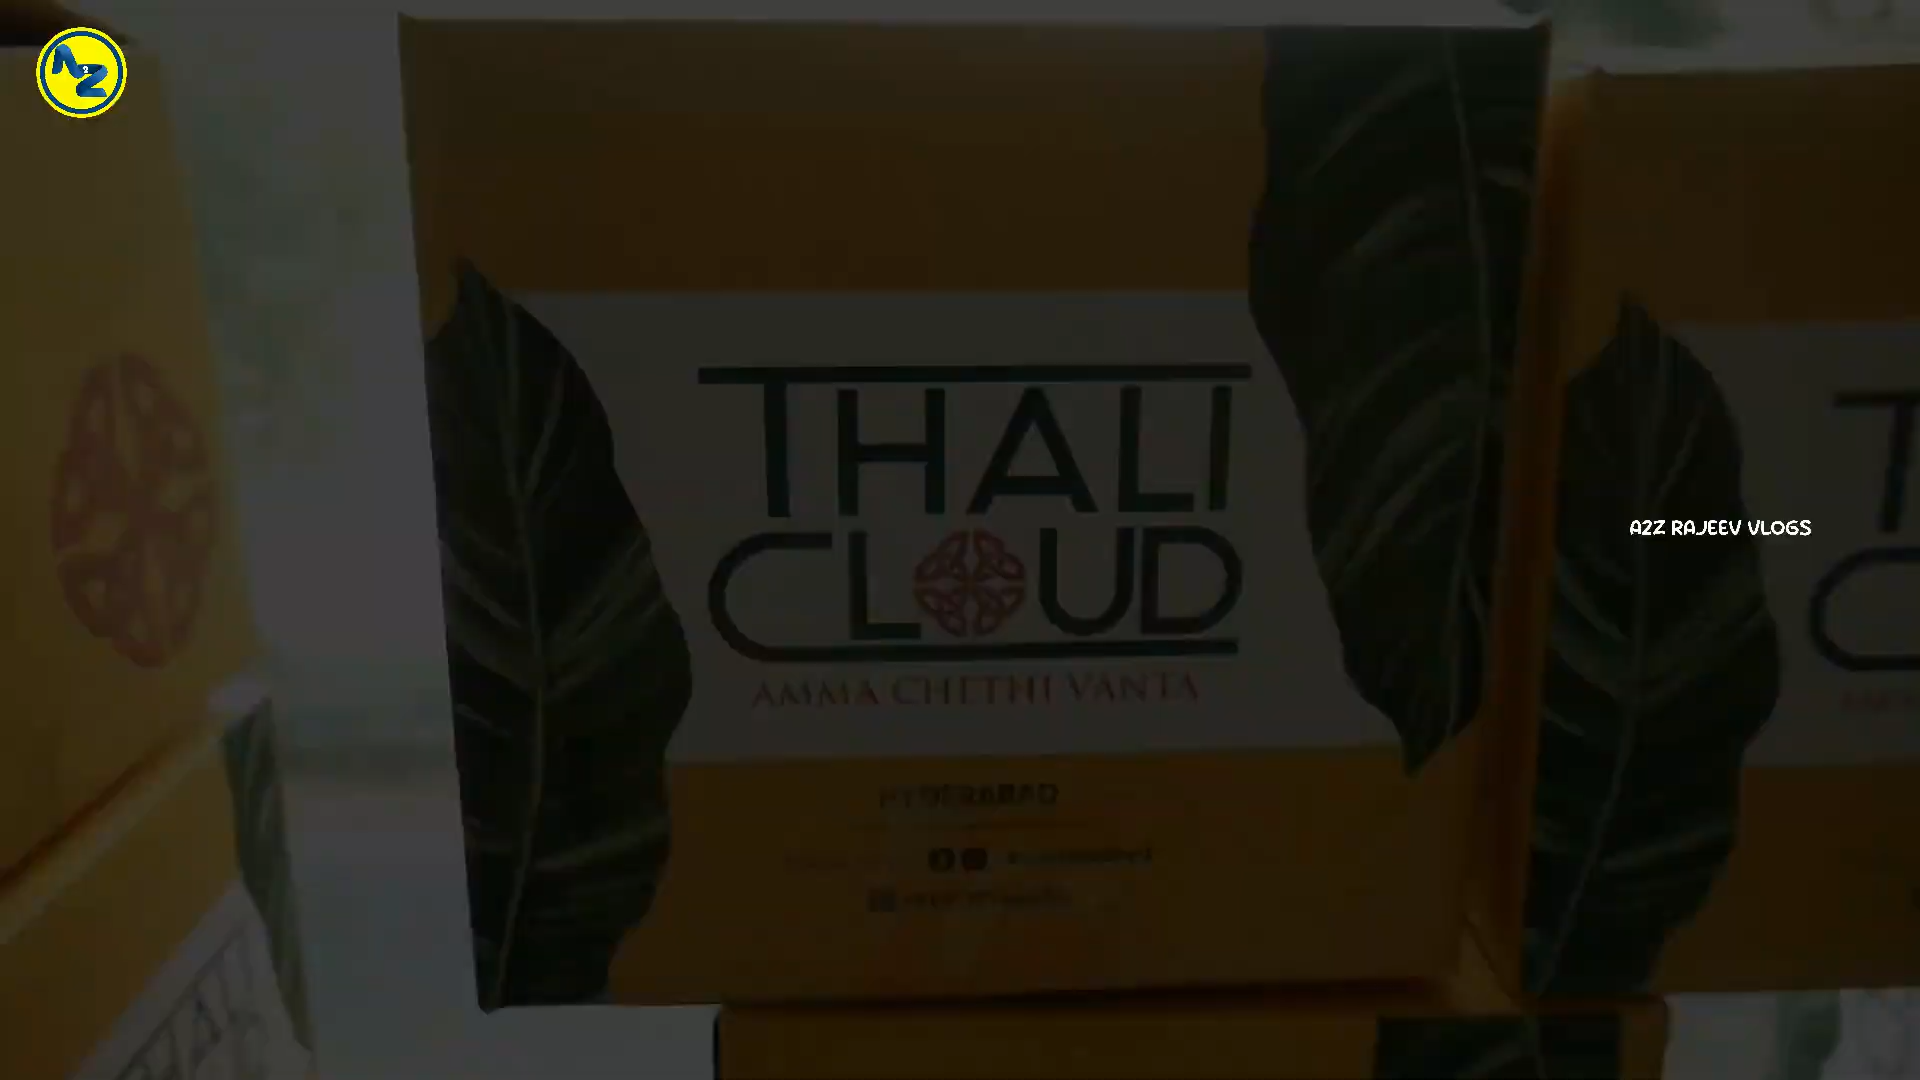 THALI
CLOUD
AMMA CHETHI VANTA
HYDERABAD
A2Z RAJEEV VLOGS